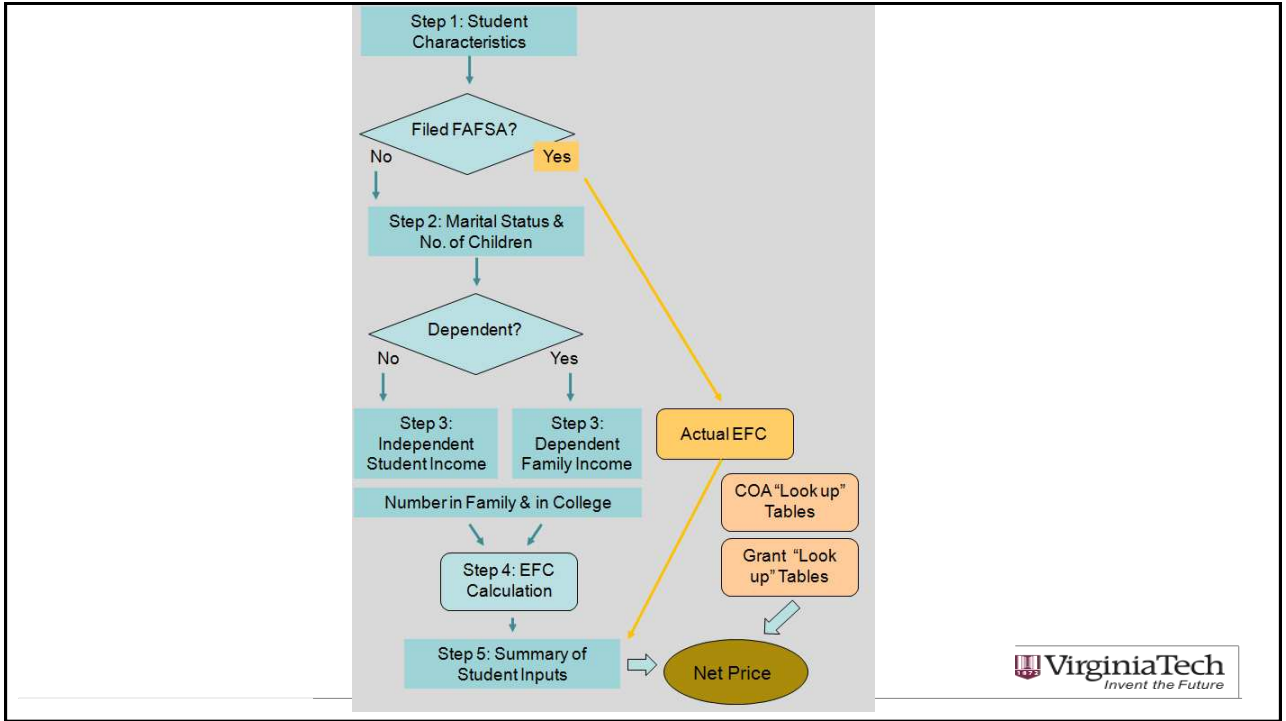 Step 1: Student
Characteristics
Filed FAFSA?
No
Yes
Step 2: Marital Status &
No. of Children
Dependent?
No
Yes
Step 3:
Independent
Student Income
Step 3:
Dependent
Family Income
Actual EFC
COA “Look up”
Tables
Number in Family & in College
Grant “Look
up” Tables
Step 4: EFC
Calculation
Step 5: Summary of
Student Inputs
Net Price
1872
VirginiaTech
Invent the Future